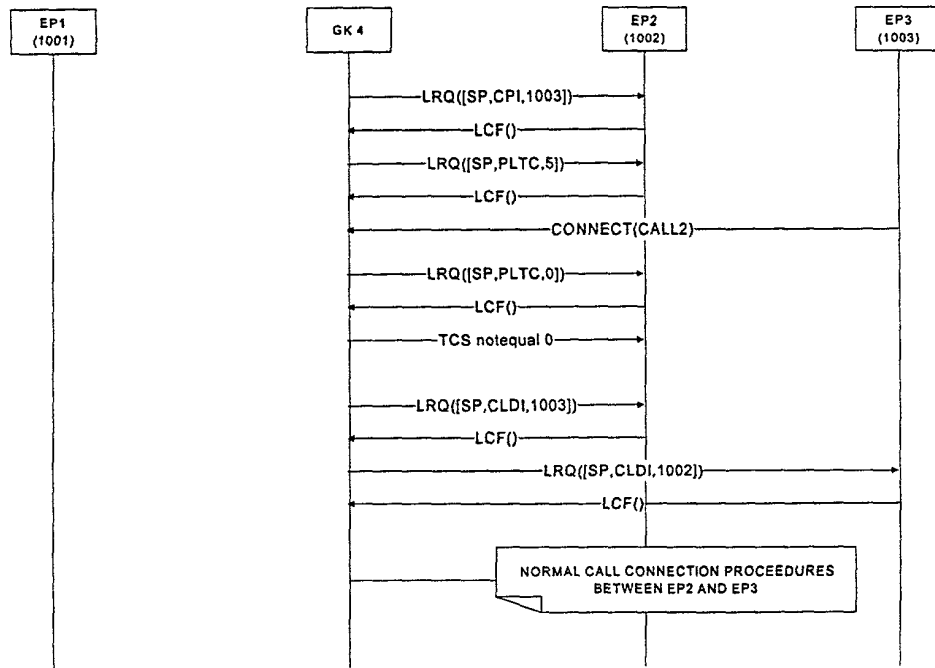 EP1
(1001)
GK 4
EP2
(1002)
EP3
(1003)
LRQ([SP,CPI,1003])
LCF()
LRQ([SP,PLTC,5])
LCF()
CONNECT(CALL2)
LRQ([SP,PLTC,0])
LCF()
TCS notequal 0
LRQ([SP,CLDI,1003])
LCF()
LRQ([SP,CLDI,1002])
LCF()
NORMAL CALL CONNECTION PROCEEDURES
BETWEEN EP2 AND EP3